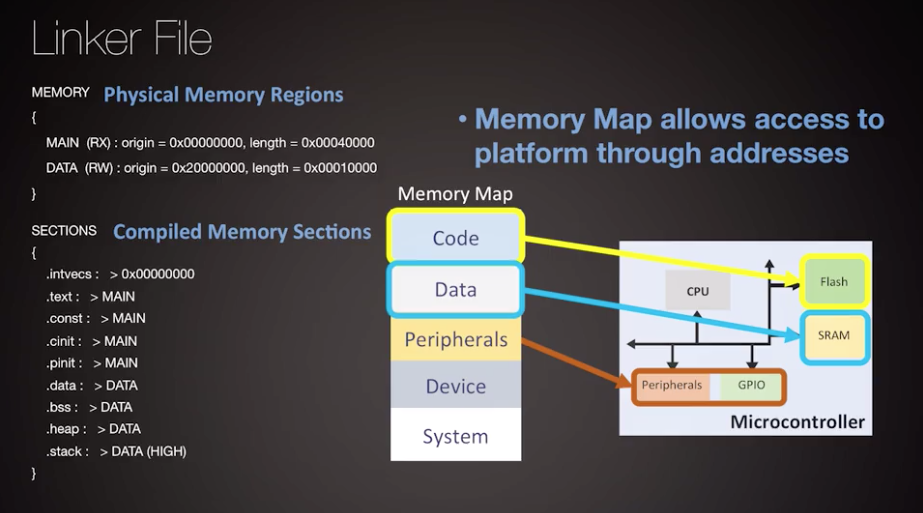 Linker File
MEMORY Physical Memory Regions
{
MAIN (RX) : origin = 0x00000000, length = 0x00040000
DATA (RW) : origin = 0x20000000, length = 0x00010000
}
SECTIONS Compiled Memory Sections
{
.intvecs : > 0x00000000
.text : > MAIN
.const : > MAIN
.cinit : > MAIN
.pinit : > MAIN
.data : > DATA
.bss : > DATA
.heap : > DATA
.stack : > DATA (HIGH)
}
• Memory Map allows access to
platform through addresses
Memory Map
Code
Data
Peripherals
Device
System
CPU
Flash
SRAM
Peripherals
GPIO
Microcontroller